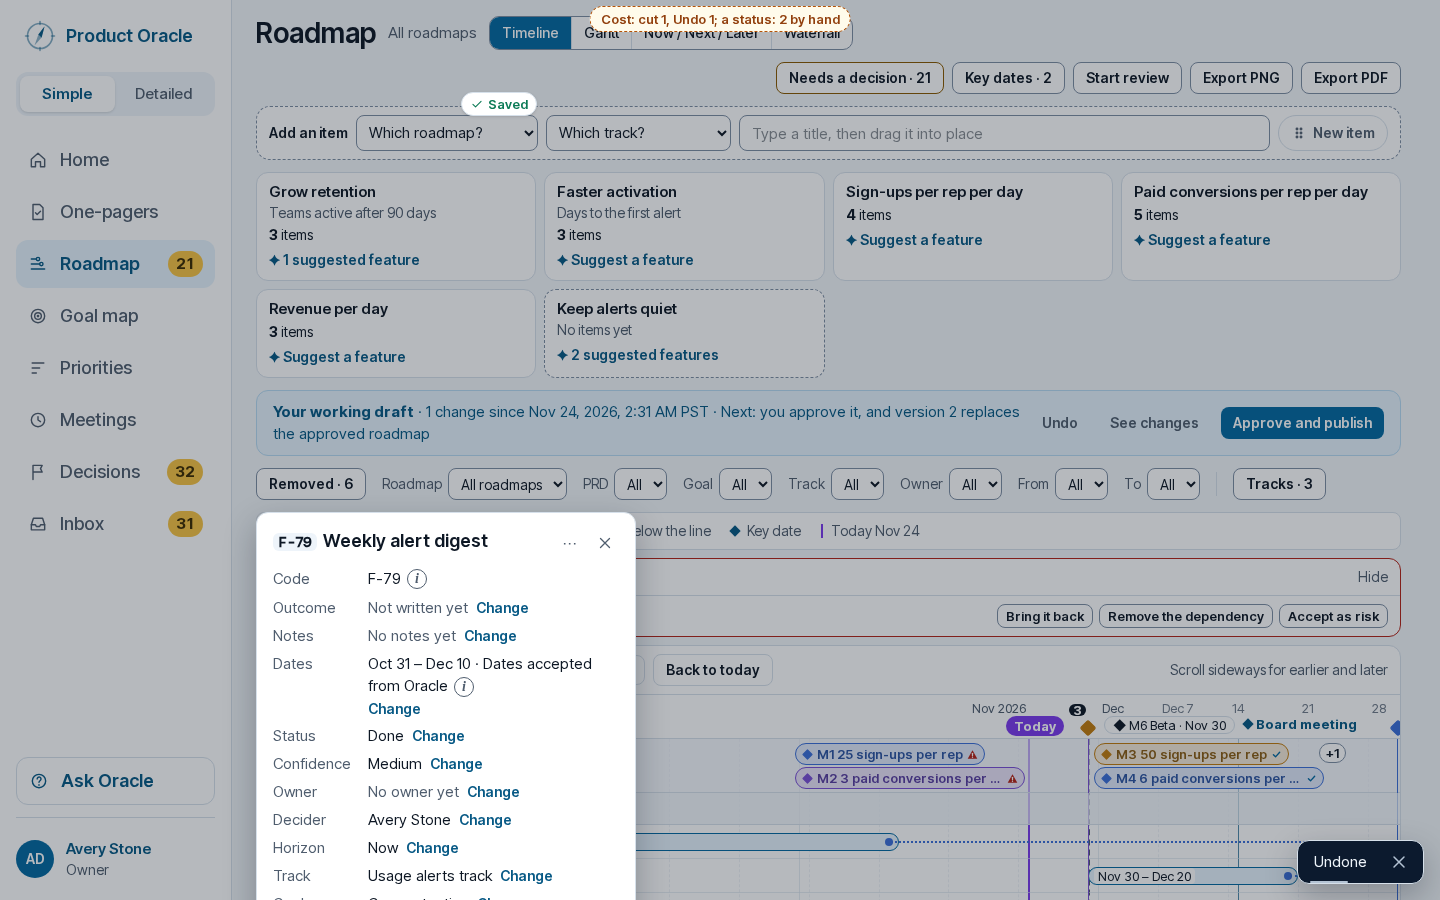 Product Oracle
Simple
Detailed
Home
One-pagers
Roadmap
21
Goal map
Priorities
Meetings
Decisions
32
Inbox
31
Ask Oracle
AD
Avery Stone
Owner
Roadmap
All roadmaps
Timeline
Gantt
Now / Next / Later
Waterfall
Cost: cut 1, Undo 1; a status: 2 by hand
Needs a decision · 21
Key dates · 2
Start review
Export PNG
Export PDF
Saved
Add an item
Which roadmap?
Which track?
Type a title, then drag it into place
New item
Grow retention
Teams active after 90 days
3 items
1 suggested feature
Faster activation
Days to the first alert
3 items
Suggest a feature
Sign-ups per rep per day
4 items
Suggest a feature
Paid conversions per rep per day
5 items
Suggest a feature
Revenue per day
3 items
Suggest a feature
Keep alerts quiet
No items yet
2 suggested features
Your working draft · 1 change since Nov 24, 2026, 2:31 AM PST · Next: you approve it, and version 2 replaces
the approved roadmap
Undo
See changes
Approve and publish
Removed · 6
Roadmap
All roadmaps
PRD
All
Goal
All
Track
All
Owner
All
From
All
To
All
Tracks · 3
below the line
Key date
Today Nov 24
Hide
Bring it back
Remove the dependency
Accept as risk
Back to today
Scroll sideways for earlier and later
Nov 2026
3
Dec
Dec 7
14
21
28
Today
M6 Beta · Nov 30
Board meeting
M1 25 sign-ups per rep
M3 50 sign-ups per rep
+1
M2 3 paid conversions per ...
M4 6 paid conversions per ...
Nov 30 – Dec 20
F-79 Weekly alert digest
Code
F-79
Outcome
Not written yet Change
Notes
No notes yet Change
Dates
Oct 31 – Dec 10 · Dates accepted
from Oracle
Change
Status
Done Change
Confidence
Medium Change
Owner
No owner yet Change
Decider
Avery Stone Change
Horizon
Now Change
Track
Usage alerts track Change
Undone